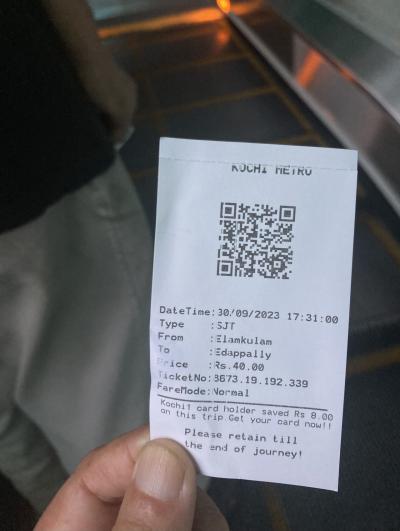 KOCHI METRO
DateTime:30/09/2023 17:31:00
Type :SJT
From :Elamkulam
To :Edappally
Price :Rs.40.00
TicketNo:3673.19.192.339
FareMode:Normal
Kochi1 card holder saved Rs 8.00
on this trip Get your card now!!
Please retain till
the end of journey!